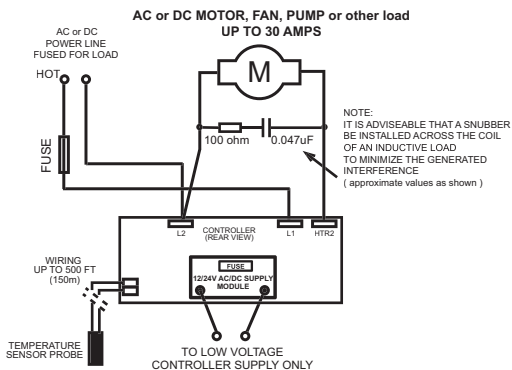 AC or DC MOTOR, FAN, PUMP or other load
UP TO 30 AMPS
AC or DC
POWER LINE
FUSED FOR LOAD
HOT
M
NOTE:
IT IS ADVISEABLE THAT A SNUBBER
BE INSTALLED ACROSS THE COIL
OF AN INDUCTIVE LOAD
TO MINIMIZE THE GENERATED
INTERFERENCE
( approximate values as shown )
100 ohm
0.047uF
FUSE
L2
CONTROLLER
(REAR VIEW)
L1
HTR2
FUSE
12/24V AC/DC SUPPLY
MODULE
WIRING
UP TO 500 FT
(150m)
TEMPERATURE
SENSOR PROBE
TO LOW VOLTAGE
CONTROLLER SUPPLY ONLY